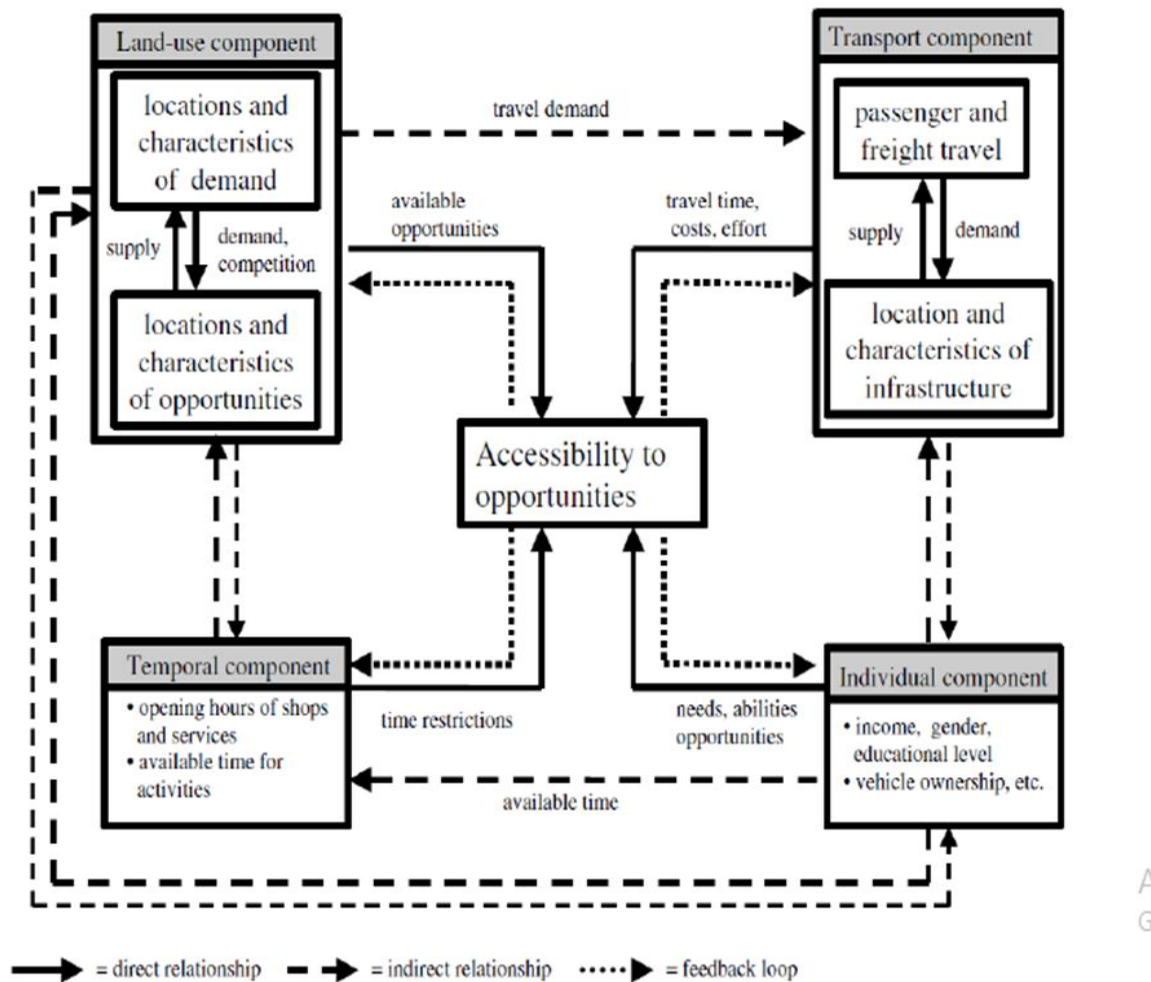 Land-use component
locations and
characteristics
of demand
supply
demand,
competition
locations and
characteristics
of opportunities
travel demand
Transport component
passenger and
freight travel
supply
demand
location and
characteristics of
infrastructure
available
opportunities
travel time,
costs, effort
Accessibility to
opportunities
Temporal component
• opening hours of shops
and services
• available time for
activities
time restrictions
needs, abilities
opportunities
available time
Individual component
• income, gender,
educational level
• vehicle ownership, etc.
= direct relationship
= indirect relationship
= feedback loop
A
G